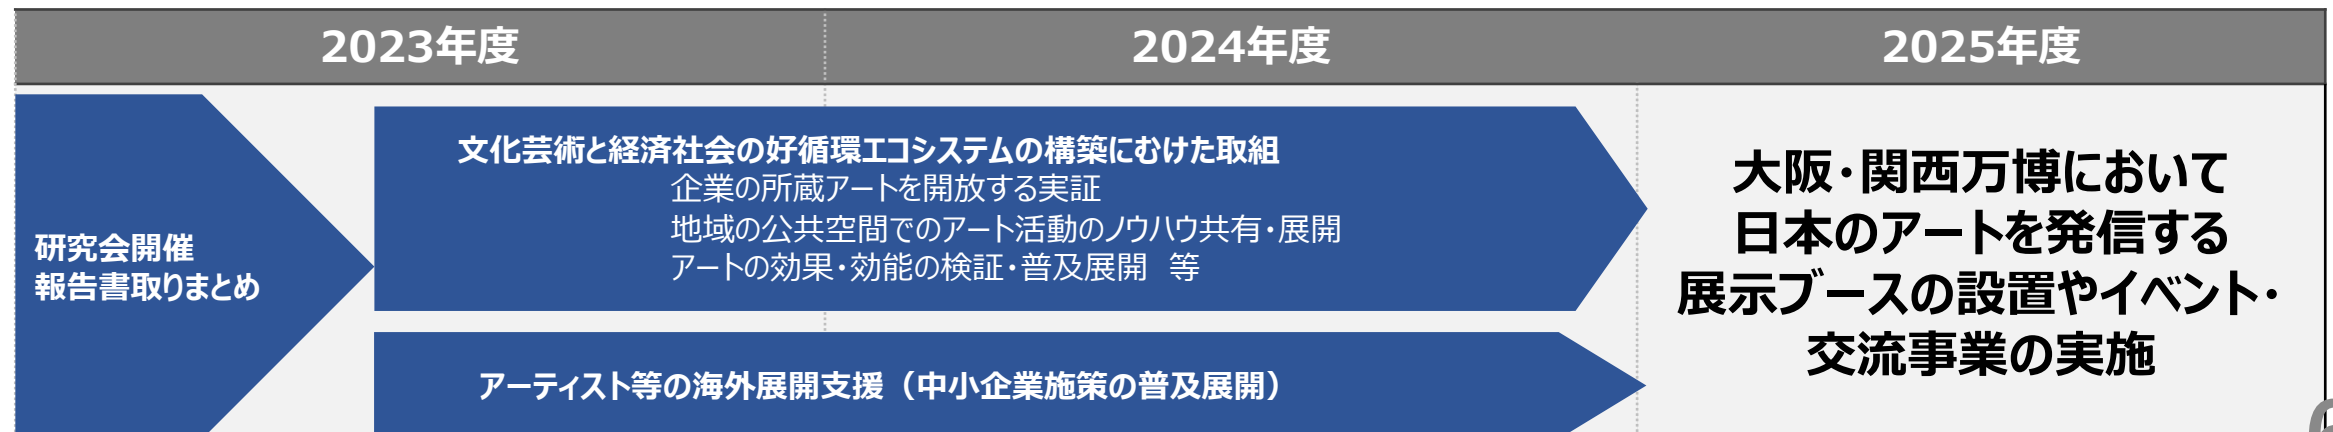 2023年度
2024年度
2025年度
研究会開催
報告書取りまとめ
文化芸術と経済社会の好循環エコシステムの構築にむけた取組
企業の所蔵アートを開放する実証
地域の公共空間でのアート活動のノウハウ共有・展開
アートの効果・効能の検証・普及展開　等
アーティスト等の海外展開支援（中小企業施策の普及展開）
大阪・関西万博において
日本のアートを発信する
展示ブースの設置やイベント・
交流事業の実施